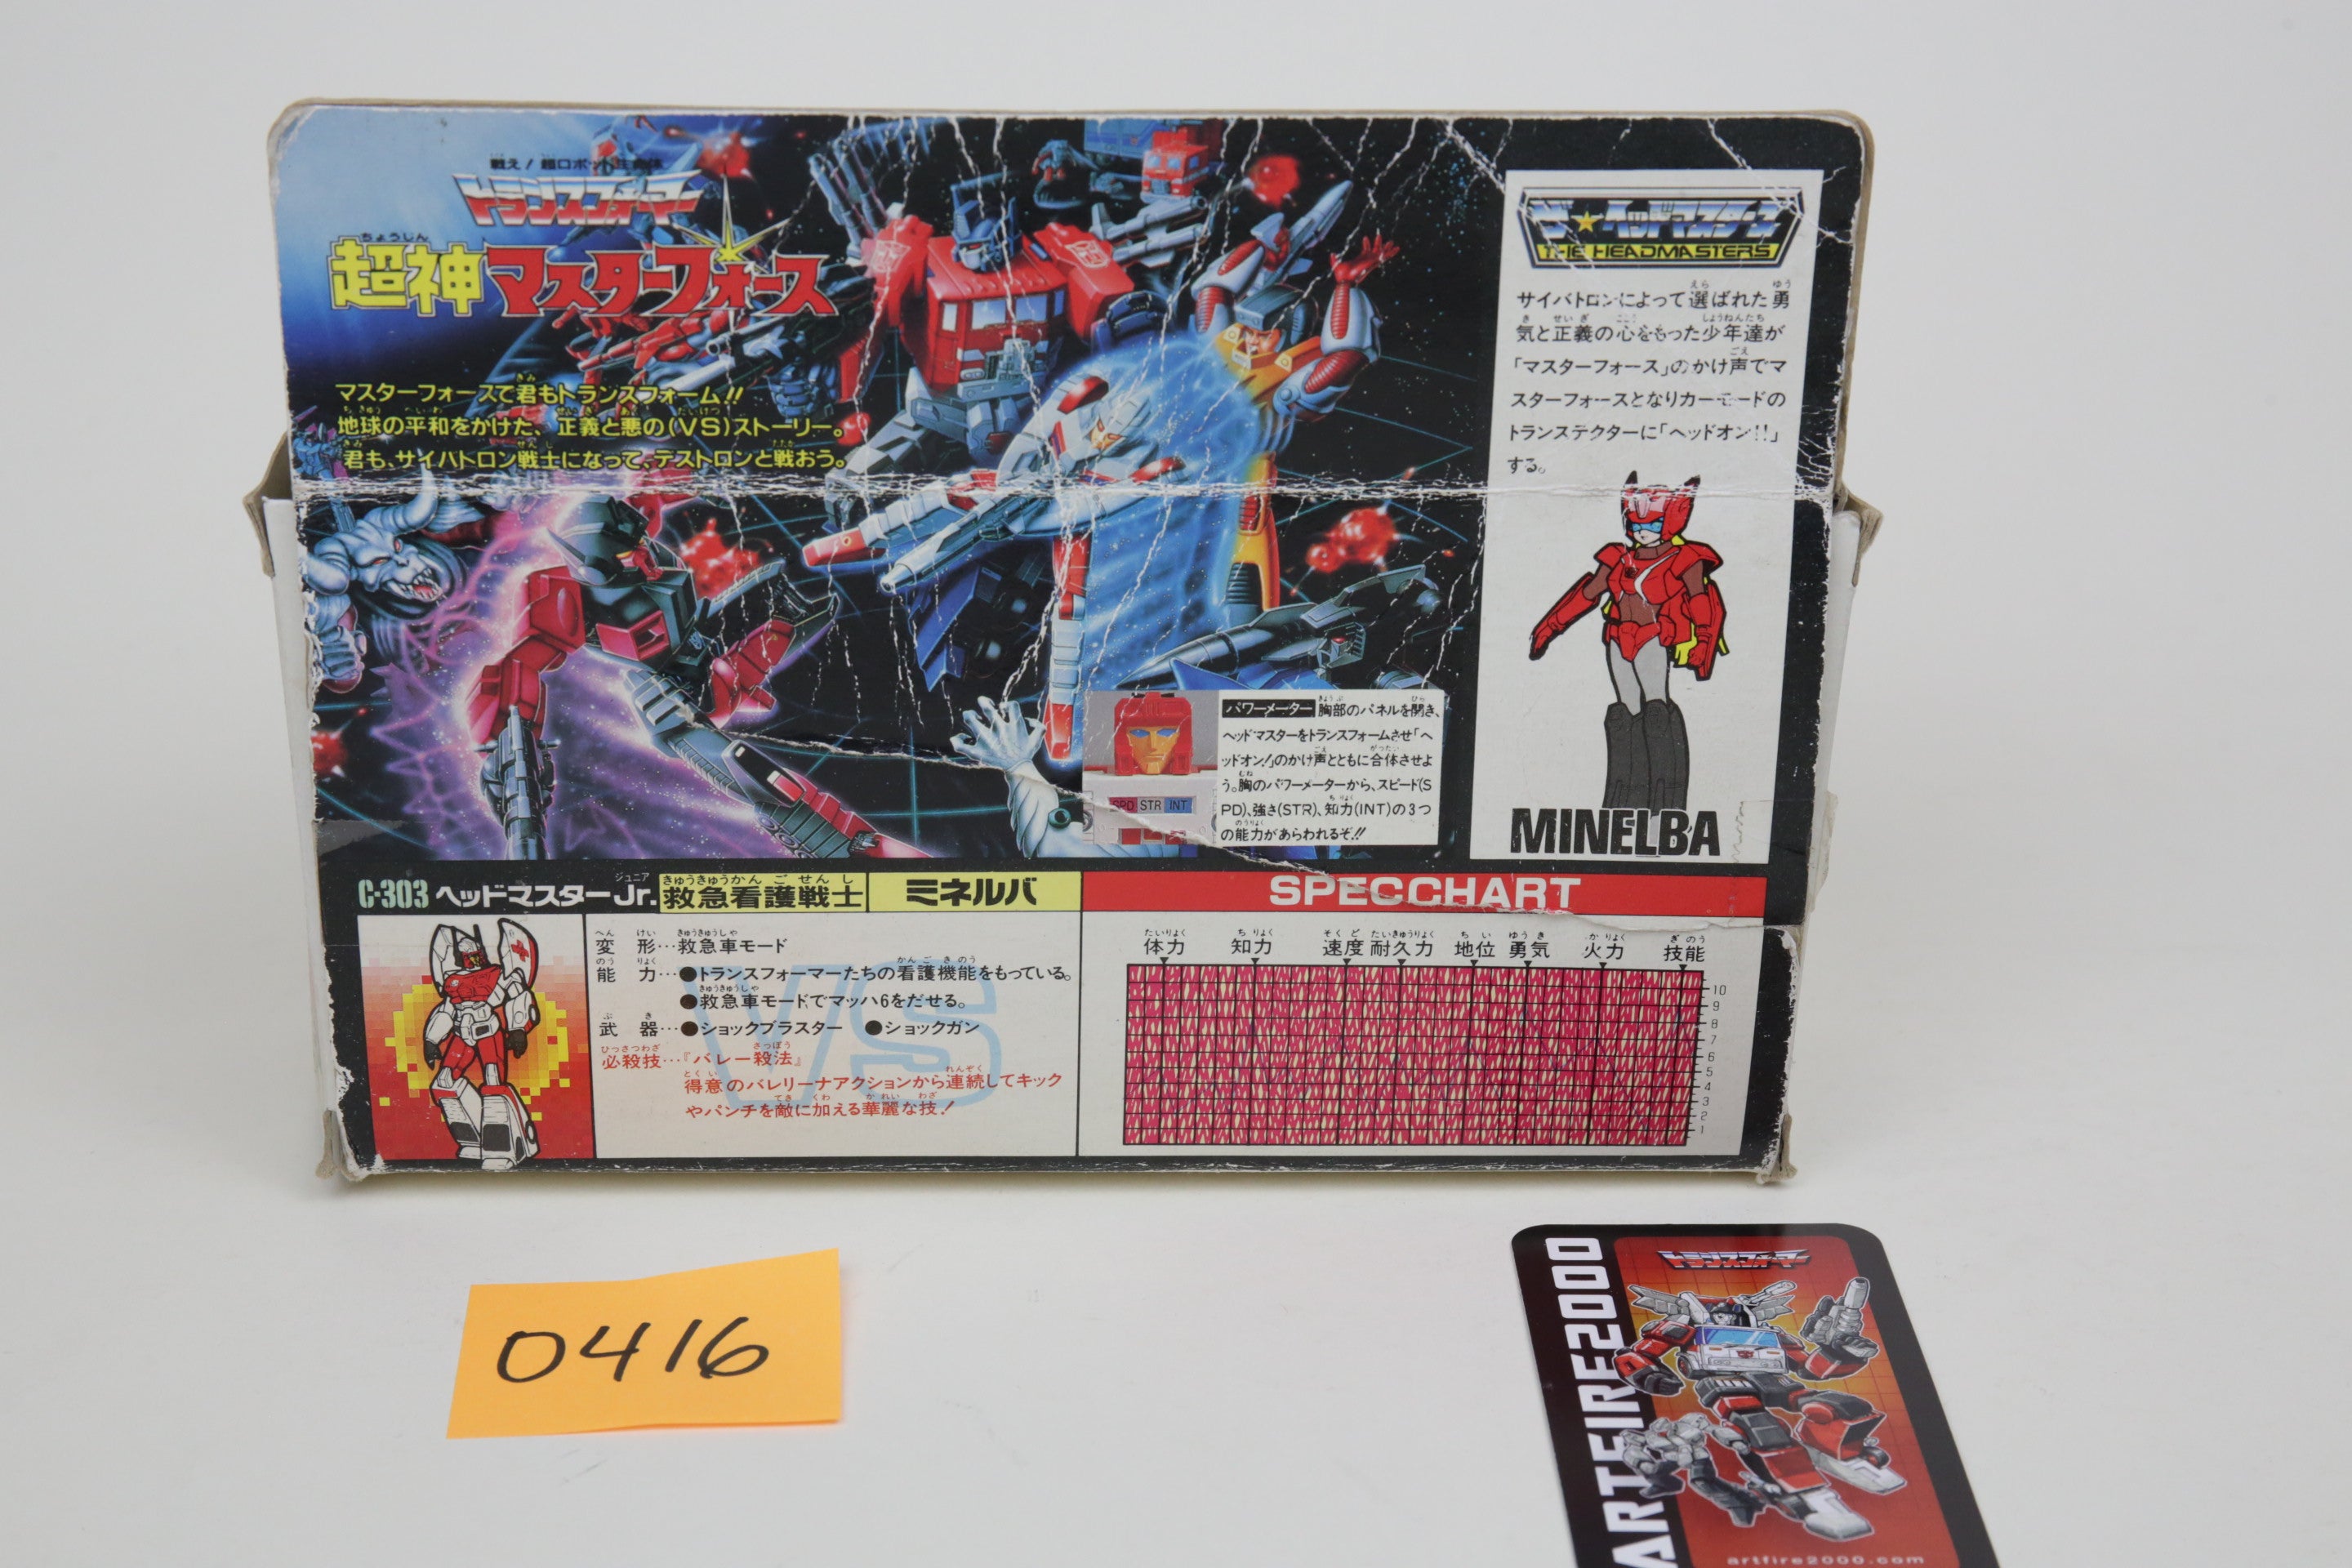 戦え!超ロボット生命体
トランスフォーマー
ちょうじん
超神マスターフォース
マスターフォースで君もトランスフォーム!!
地球の平和をかけた、正義と悪の(VS)ストーリー。
君も、サイバトロン戦士になって、デストロンと戦おう。
ザ★ヘッドマスターズ
THE HEADMASTERS
サイバトロンによって選ばれた勇
気と正義の心をもった少年達が
「マスターフォース」のかけ声でマ
スターフォースとなりカーモードの
トランステクターに「ヘッドオン!!」
する。
MINELBA
パワーメーター 胸部のパネルを開き、
ヘッドマスターをトランスフォームさせ「ヘ
ッドオン!」のかけ声とともに合体させよ
う。胸のパワーメーターから、スピード(S
PD)、強さ(STR)、知力(INT)の3つ
の能力があらわれるぞ!!
SPD STR INT
C-303 ヘッドマスターJr. 救急看護戦士 ミネルバ
変形…救急車モード
能力…●トランスフォーマーたちの看護機能をもっている。
●救急車モードでマッハ6をだせる。
武器…●ショックブラスター ●ショックガン
必殺技…『バレー殺法』
得意のバレリーナアクションから連続してキック
やパンチを敵に加える華麗な技!
VS
SPEC CHART
体力 知力 速度 耐久力 地位 勇気 火力 技能
10
9
8
7
6
5
4
3
2
1
0416
ARTFIRE2000
トランスフォーマー
artfire2000.com